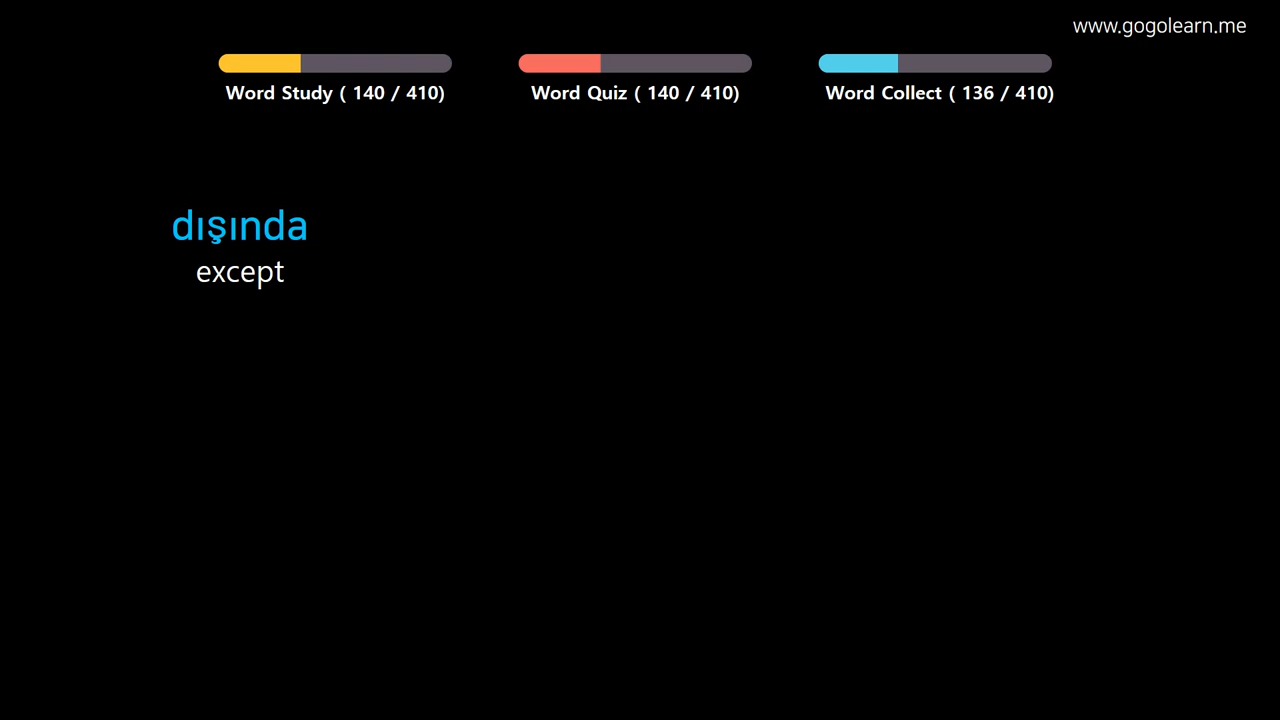 www.gogolearn.me
Word Study ( 140 / 410)
Word Quiz ( 140 / 410)
Word Collect ( 136 / 410)
dışında
except